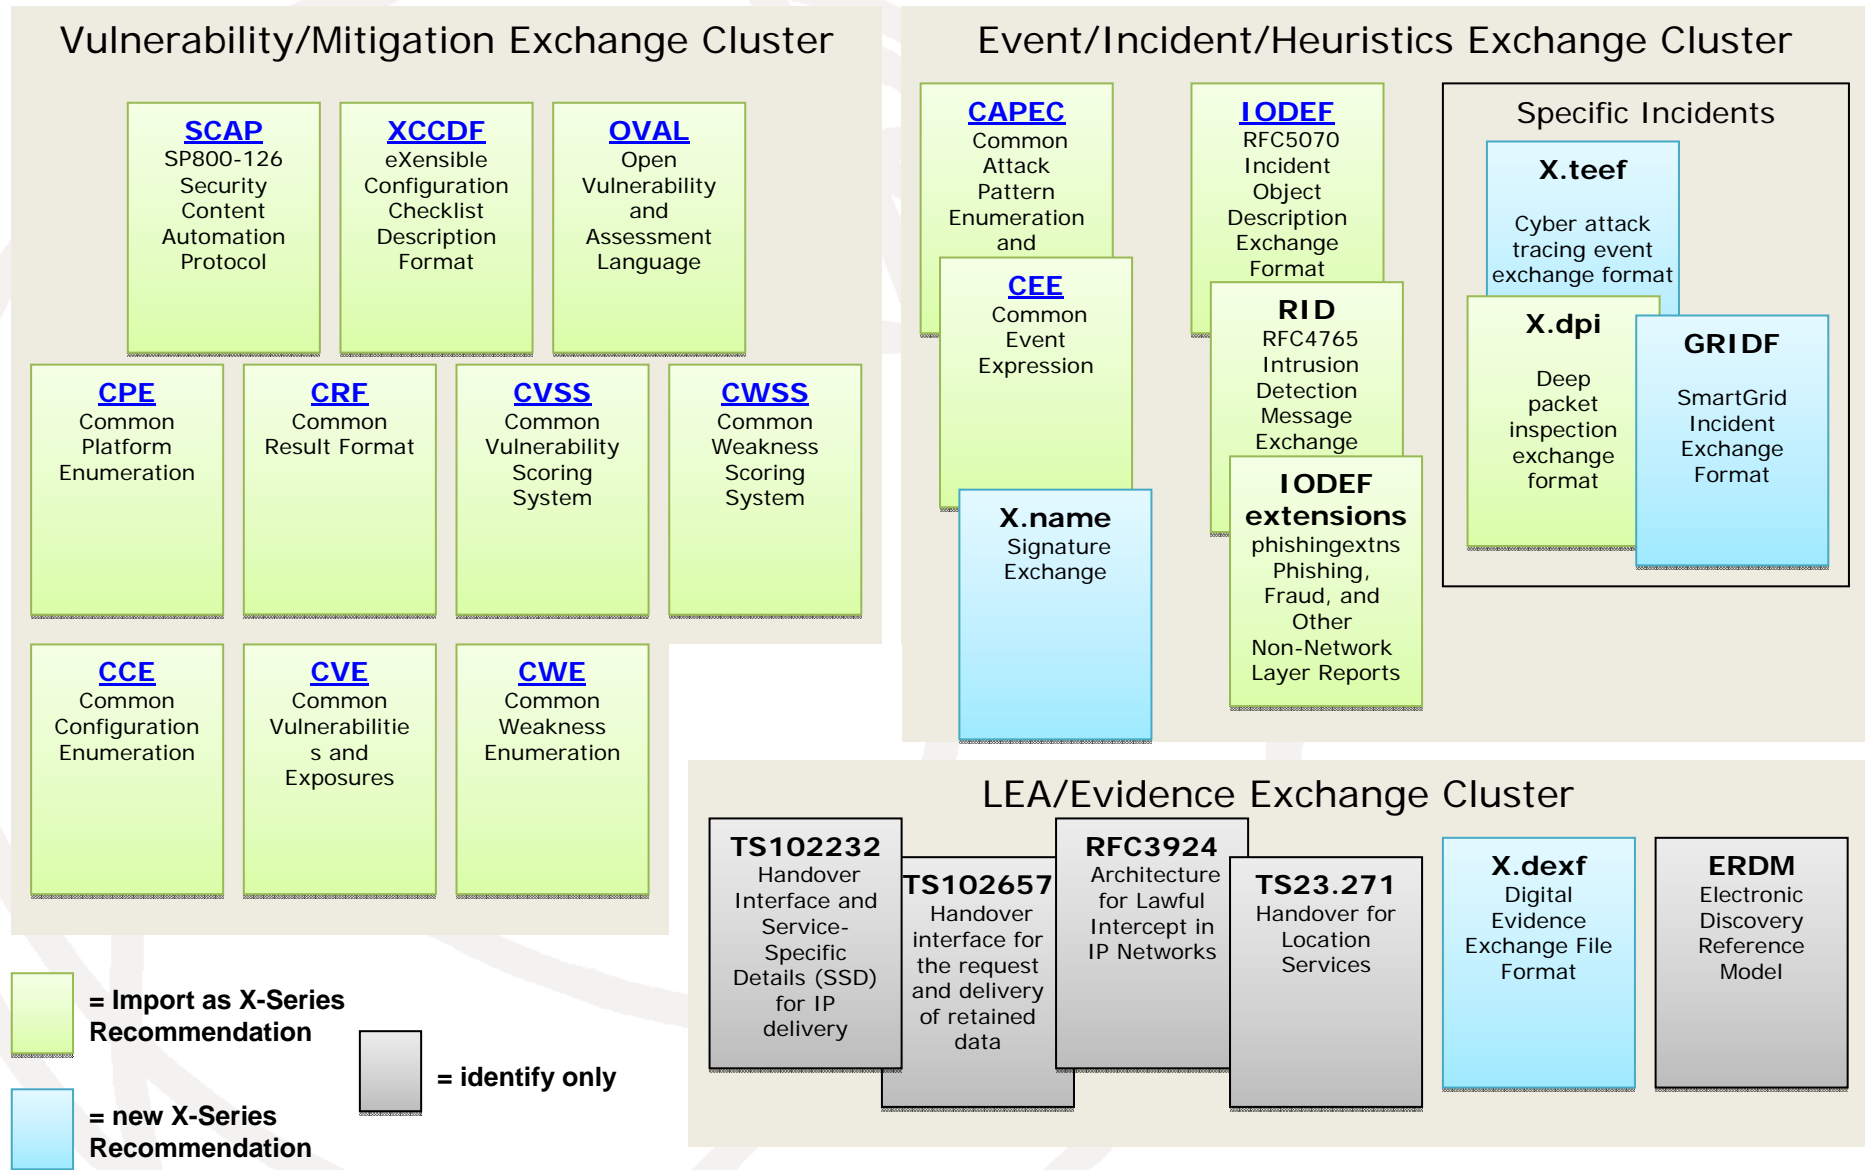 Vulnerability/Mitigation Exchange Cluster
SCAP
SP800-126
Security
Content
Automation
Protocol
XCCDF
eXensible
Configuration
Checklist
Description
Format
OVAL
Open
Vulnerability
and
Assessment
Language
CPE
Common
Platform
Enumeration
CRF
Common
Result Format
CVSS
Common
Vulnerability
Scoring
System
CWSS
Common
Weakness
Scoring
System
CCE
Common
Configuration
Enumeration
CVE
Common
Vulnerabilitie
s and
Exposures
CWE
Common
Weakness
Enumeration
Event/Incident/Heuristics Exchange Cluster
CAPEC
Common
Attack
Pattern
Enumeration
and
CEE
Common
Event
Expression
X.name
Signature
Exchange
IODEF
RFC5070
Incident
Object
Description
Exchange
Format
RID
RFC4765
Intrusion
Detection
Message
Exchange
IODEF
extensions
phishingextns
Phishing,
Fraud, and
Other
Non-Network
Layer Reports
Specific Incidents
X.teef
Cyber attack
tracing event
exchange format
X.dpi
Deep
packet
inspection
exchange
format
GRIDF
SmartGrid
Incident
Exchange
Format
LEA/Evidence Exchange Cluster
TS102232
Handover
Interface and
Service-
Specific
Details (SSD)
for IP
delivery
TS102657
Handover
interface for
the request
and delivery
of retained
data
RFC3924
Architecture
for Lawful
Intercept in
IP Networks
TS23.271
Handover for
Location
Services
X.dexf
Digital
Evidence
Exchange File
Format
ERDM
Electronic
Discovery
Reference
Model
= Import as X-Series
Recommendation
= identify only
= new X-Series
Recommendation